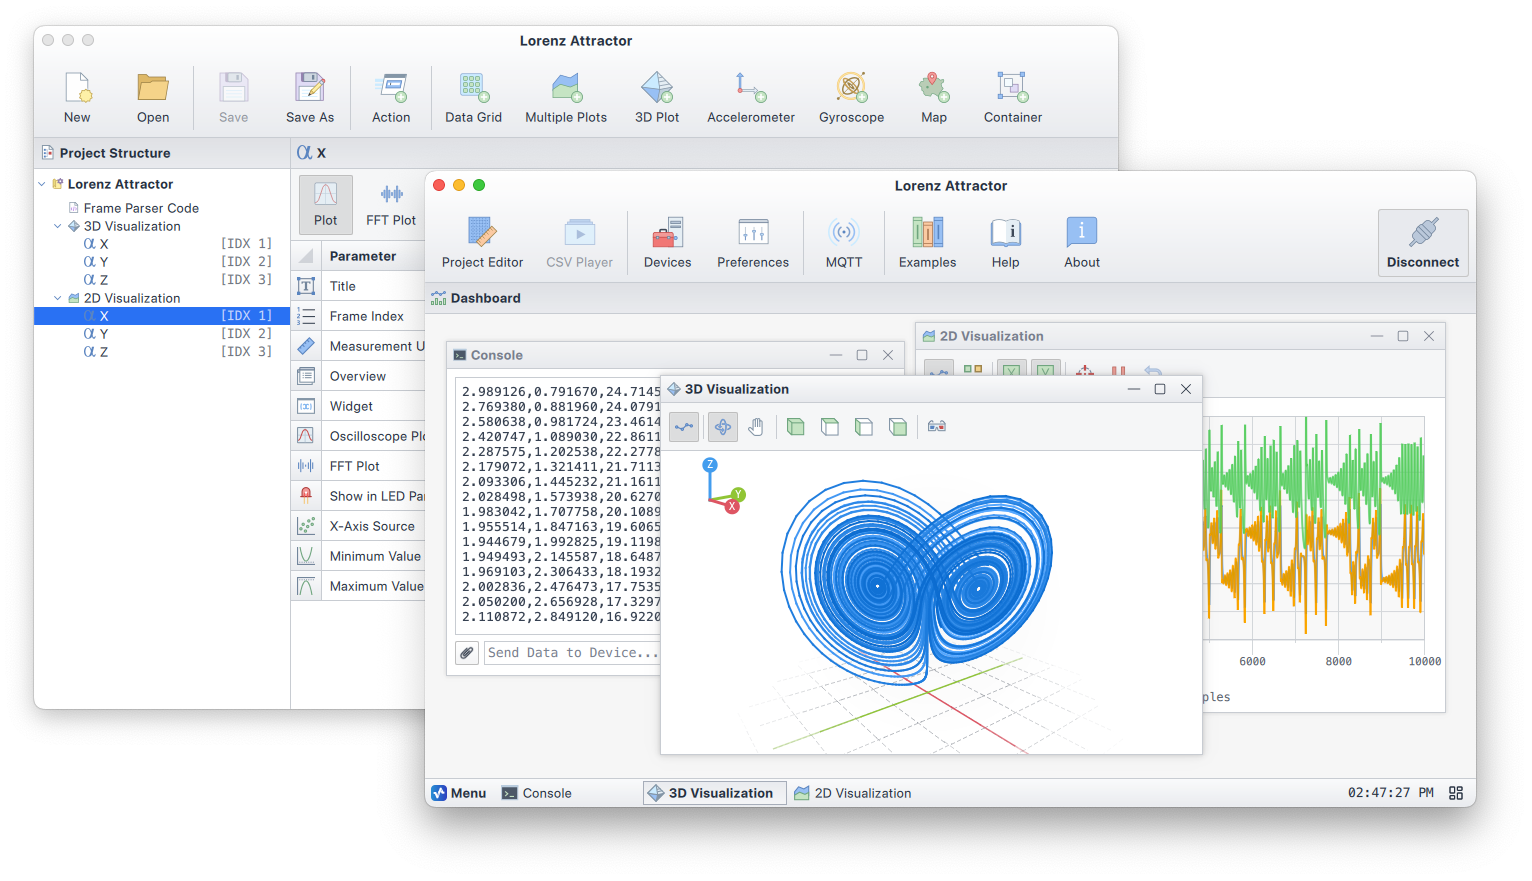 Lorenz Attractor
New
Open
Save
Save As
Action
Data Grid
Multiple Plots
3D Plot
Accelerometer
Gyroscope
Map
Container
Project Structure
α X
Lorenz Attractor
Frame Parser Code
3D Visualization
α X [IDX 1]
α Y [IDX 2]
α Z [IDX 3]
2D Visualization
α X [IDX 1]
α Y [IDX 2]
α Z [IDX 3]
Plot
FFT Plot
Parameter
Title
Frame Index
Measurement U
Overview
Widget
Oscilloscope Plo
FFT Plot
Show in LED Pa
X-Axis Source
Minimum Value
Maximum Value
Lorenz Attractor
Project Editor
CSV Player
Devices
Preferences
MQTT
Examples
Help
About
Disconnect
Dashboard
Console
2.989126,0.791670,24.7145
2.769380,0.881960,24.0791
2.580638,0.981724,23.4614
2.420747,1.089030,22.8611
2.287575,1.202538,22.2778
2.179072,1.321411,21.7113
2.093306,1.445232,21.1611
2.028498,1.573938,20.6270
1.983042,1.707758,20.1089
1.955514,1.847163,19.6065
1.944679,1.992825,19.1198
1.949493,2.145587,18.6487
1.969103,2.306433,18.1932
2.002836,2.476473,17.7535
2.050200,2.656928,17.3297
2.110872,2.849120,16.9220
Send Data to Device...
3D Visualization
Z
Y
X
2D Visualization
6000
8000
10000
ples
Menu
Console
3D Visualization
2D Visualization
02:47:27 PM